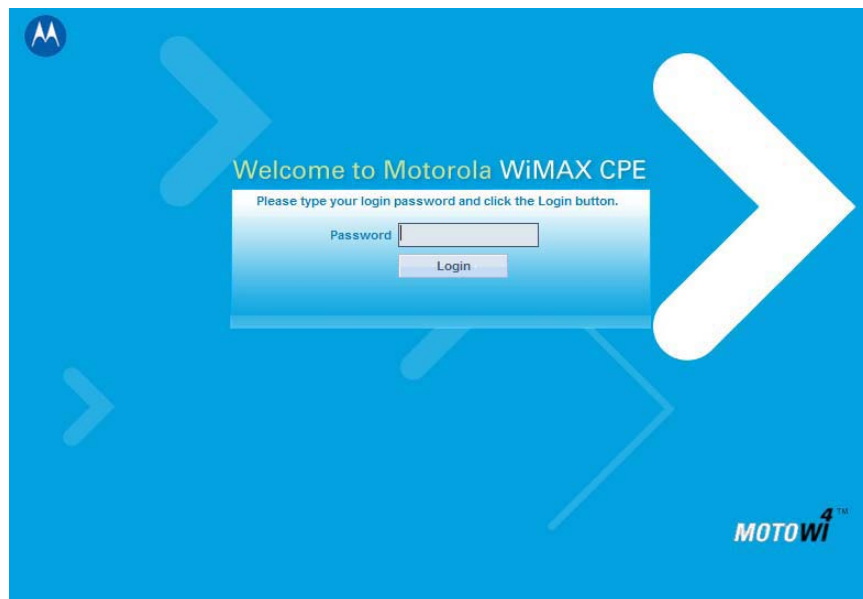 Welcome to Motorola WiMAX CPE
Please type your login password and click the Login button.
Password
Login
MOTOWi4™